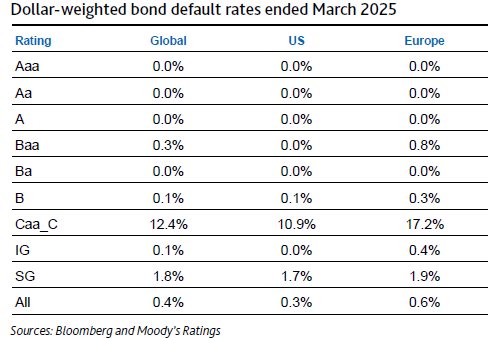 Dollar-weighted bond default rates ended March 2025
Rating Global US Europe
Aaa 0.0% 0.0% 0.0%
Aa 0.0% 0.0% 0.0%
A 0.0% 0.0% 0.0%
Baa 0.3% 0.0% 0.8%
Ba 0.0% 0.0% 0.0%
B 0.1% 0.1% 0.3%
Caa_C 12.4% 10.9% 17.2%
IG 0.1% 0.0% 0.4%
SG 1.8% 1.7% 1.9%
All 0.4% 0.3% 0.6%
Sources: Bloomberg and Moody's Ratings